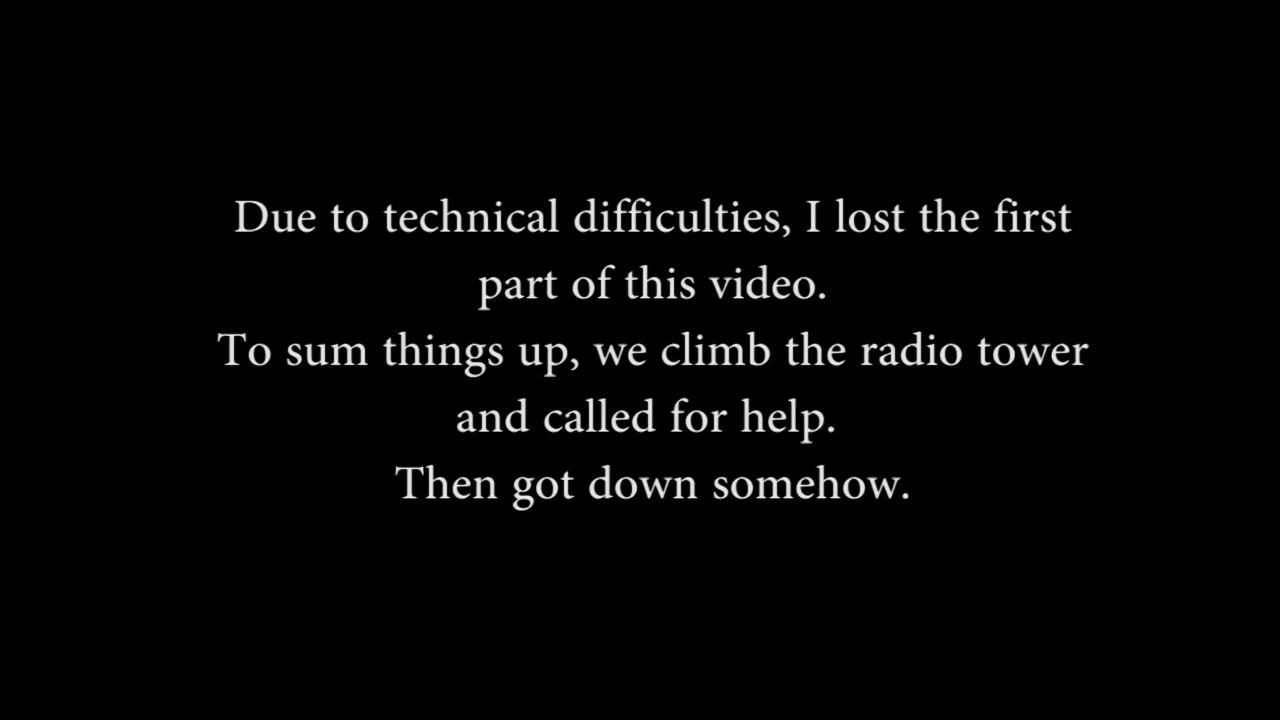 Due to technical difficulties, I lost the first
part of this video.
To sum things up, we climb the radio tower
and called for help.
Then got down somehow.